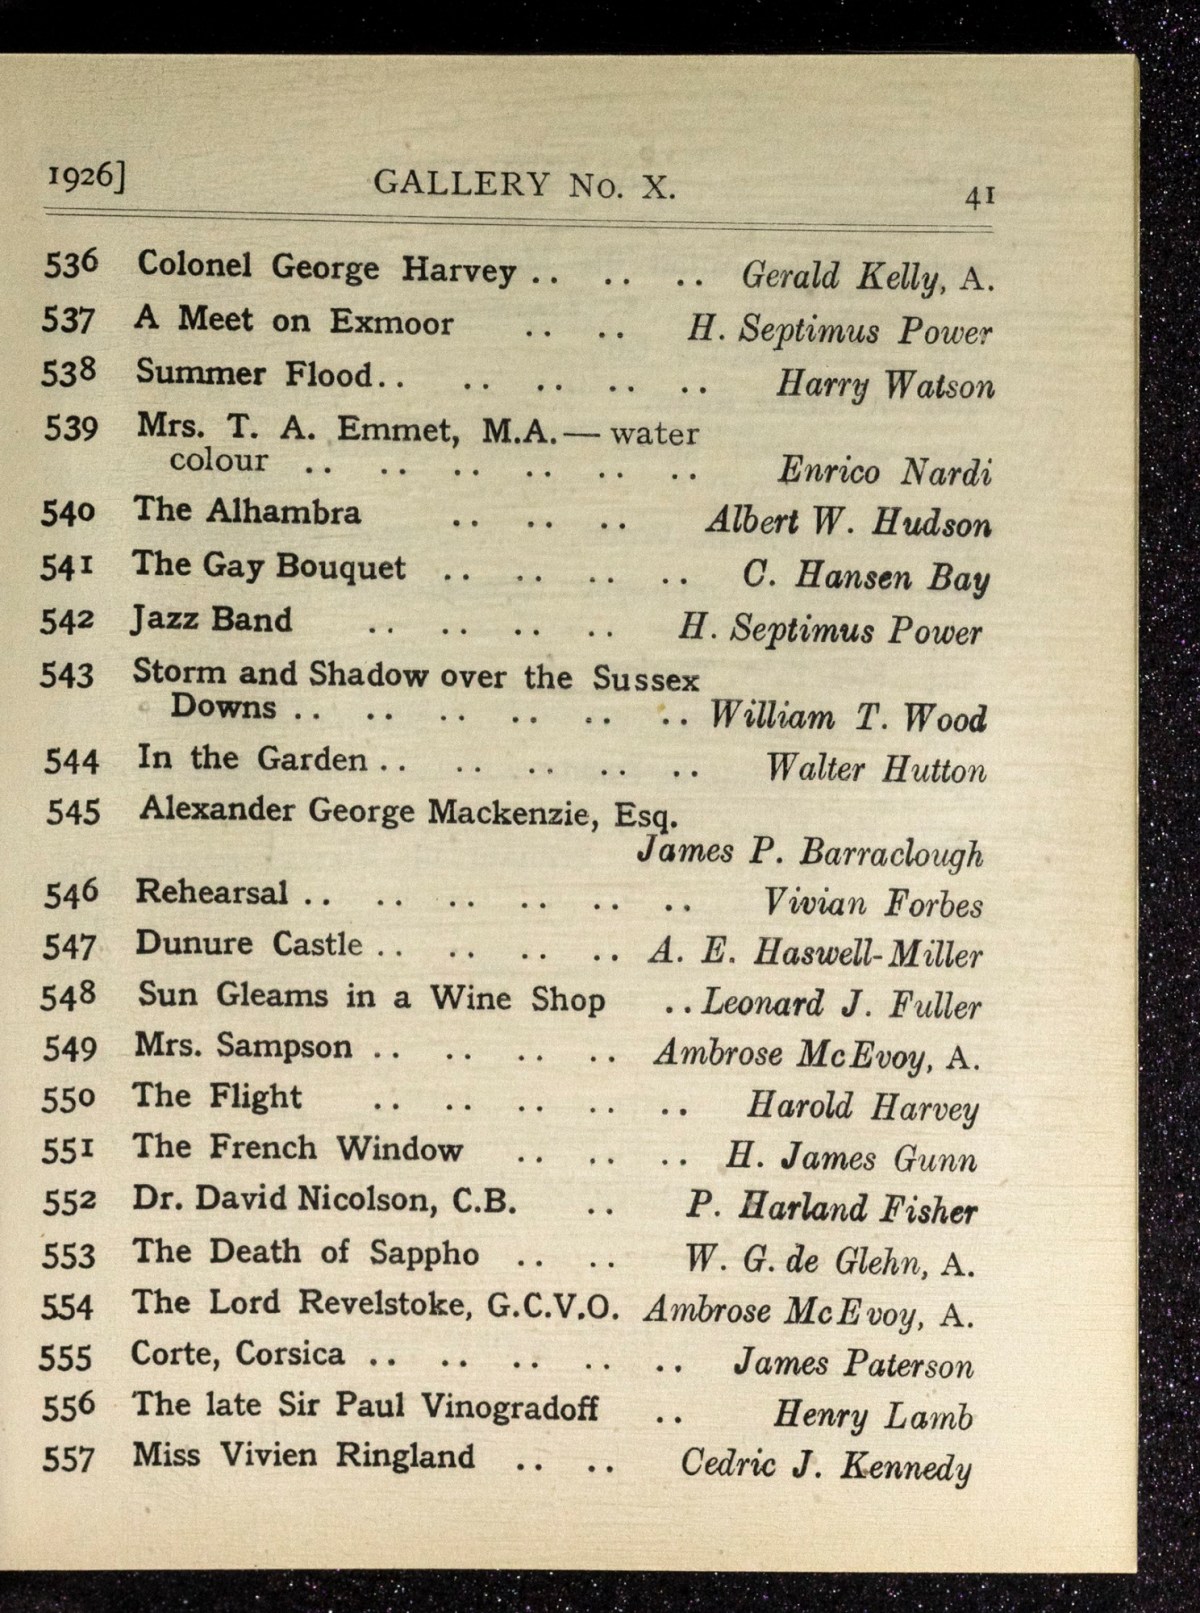 1926] GALLERY No. X. 41
536 Colonel George Harvey .. .. .. Gerald Kelly, A.
537 A Meet on Exmoor .. .. H. Septimus Power
538 Summer Flood .. .. .. .. .. Harry Watson
539 Mrs. T. A. Emmet, M.A. — water
colour .. .. .. .. .. .. Enrico Nardi
540 The Alhambra .. .. .. Albert W. Hudson
541 The Gay Bouquet .. .. .. .. C. Hansen Bay
542 Jazz Band .. .. .. .. H. Septimus Power
543 Storm and Shadow over the Sussex
Downs .. .. .. .. .. .. William T. Wood
544 In the Garden .. .. .. .. .. Walter Hutton
545 Alexander George Mackenzie, Esq.
James P. Barraclough
546 Rehearsal .. .. .. .. .. .. Vivian Forbes
547 Dunure Castle .. .. .. .. A. E. Haswell-Miller
548 Sun Gleams in a Wine Shop .. Leonard J. Fuller
549 Mrs. Sampson .. .. .. .. Ambrose McEvoy, A.
550 The Flight .. .. .. .. .. Harold Harvey
551 The French Window .. .. .. H. James Gunn
552 Dr. David Nicolson, C.B. .. P. Harland Fisher
553 The Death of Sappho .. .. W. G. de Glehn, A.
554 The Lord Revelstoke, G.C.V.O. Ambrose McEvoy, A.
555 Corte, Corsica .. .. .. .. .. James Paterson
556 The late Sir Paul Vinogradoff .. Henry Lamb
557 Miss Vivien Ringland .. .. Cedric J. Kennedy